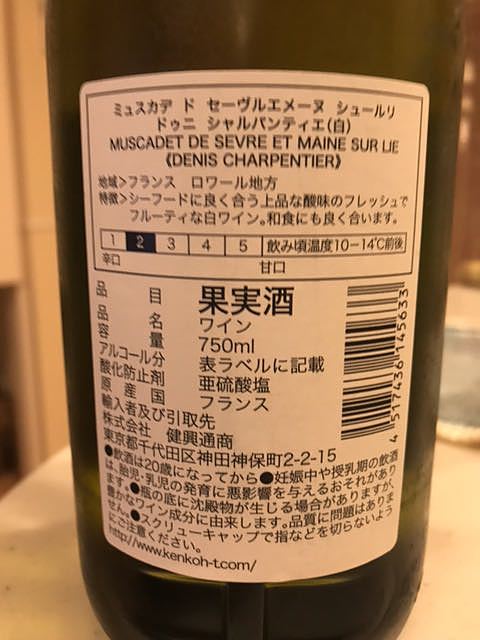 ミュスカデ ド セーヴルエメーヌ シュールリ
ドゥニ シャルパンティエ(白)
MUSCADET DE SEVRE ET MAINE SUR LIE
《DENIS CHARPENTIER》
地域>フランス ロワール地方
特徴>シーフードに良く合う上品な酸味のフレッシュで
フルーティな白ワイン。和食にも良く合います。
1 2 3 4 5 飲み頃温度10−14℃前後
辛口 甘口
品目 果実酒
品名 ワイン
容量 750ml
アルコール分 表ラベルに記載
酸化防止剤 亜硫酸塩
原産国 フランス
輸入者及び引取先
株式会社 健興通商
東京都千代田区神田神保町2-2-15
●飲酒は20歳になってから●妊娠中や授乳期の飲酒
は、胎児・乳児の発育に悪影響を与えるおそれがあり
ます。●瓶の底に沈殿物が生じる場合がありますが、
豊かなワイン成分に由来します。品質に問題はありま
せん。●スクリューキャップで指などを切らないよう
にご注意ください。
http://www.kenkoh-t.com/
4 517436 145633